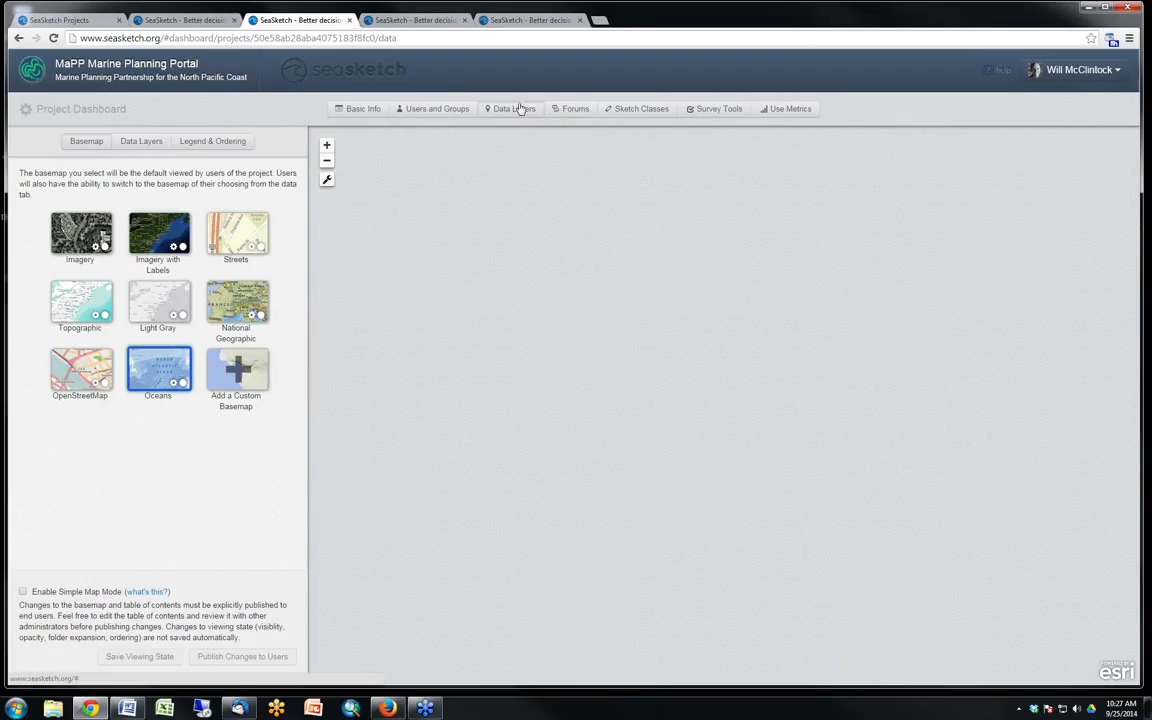 SeaSketch Projects
SeaSketch - Better decisio
SeaSketch - Better decisio
SeaSketch - Better decisio
SeaSketch - Better decisio
www.seasketch.org/#dashboard/projects/50e58ab28aba4075183f8fc0/data
MaPP Marine Planning Portal
Marine Planning Partnership for the North Pacific Coast
seasketch
help
Will McClintock
Project Dashboard
Basic Info
Users and Groups
Data Layers
Forums
Sketch Classes
Survey Tools
Use Metrics
Basemap
Data Layers
Legend & Ordering
The basemap you select will be the default viewed by users of the project. Users
will also have the ability to switch to the basemap of their choosing from the data
tab.
Imagery
Imagery with
Labels
Streets
Topographic
Light Gray
National
Geographic
OpenStreetMap
Oceans
Add a Custom
Basemap
Enable Simple Map Mode (what's this?)
Changes to the basemap and table of contents must be explicitly published to
end users. Feel free to edit the table of contents and review it with other
administrators before publishing changes. Changes to viewing state (visiblity,
opacity, folder expansion, ordering) are not saved automatically.
Save Viewing State
Publish Changes to Users
www.seasketch.org/#
POWERED BY
esri
10:27 AM
9/25/2014